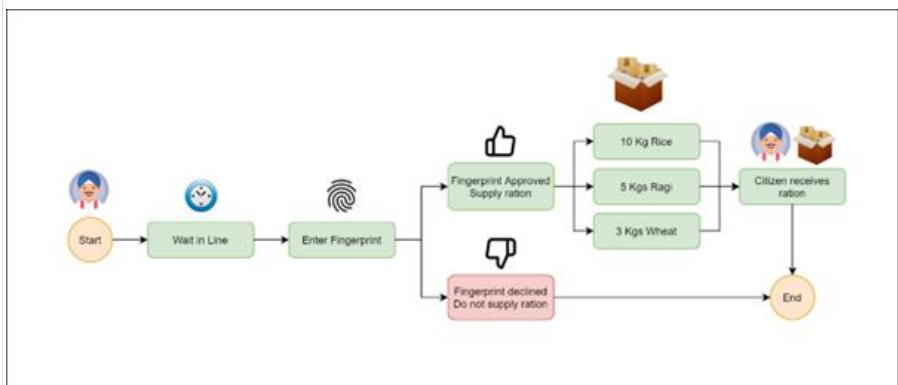 Start
Wait in Line
Enter Fingerprint
Fingerprint Approved
Supply ration
10 Kg Rice
5 Kgs Ragi
3 Kgs Wheat
Citizen receives
ration
Fingerprint declined
Do not supply ration
End